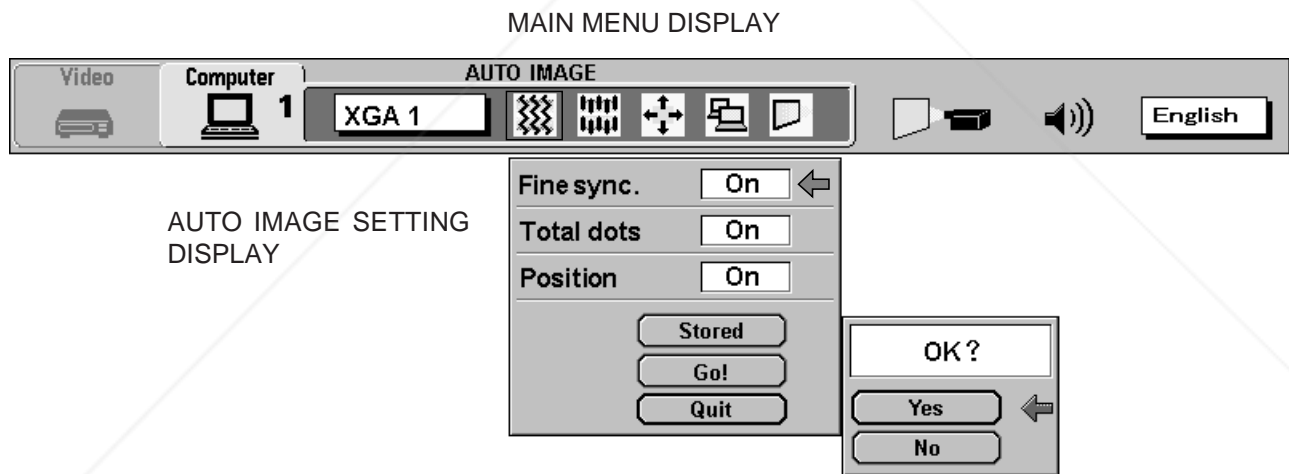 MAIN MENU DISPLAY
Video
Computer
AUTO IMAGE
1
XGA 1
English
AUTO IMAGE SETTING
DISPLAY
Fine sync. On
Total dots On
Position On
Stored
Go!
Quit
OK?
Yes
No